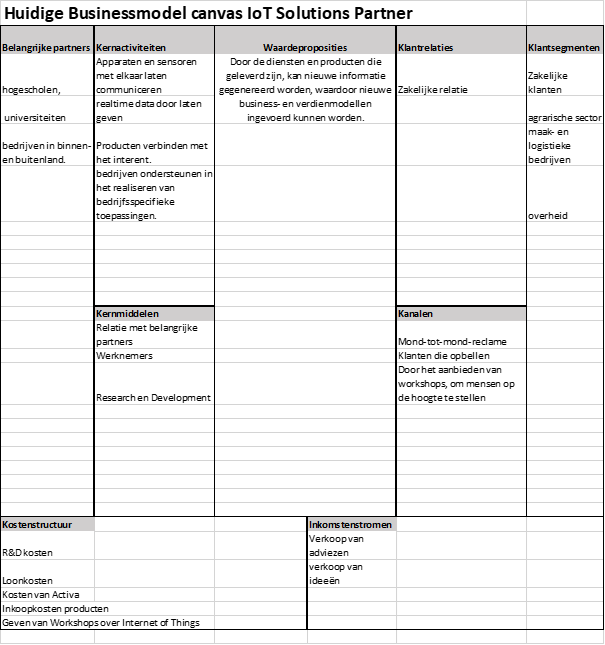 Huidige Businessmodel canvas IoT Solutions Partner
Belangrijke partners
hogescholen,
universiteiten
bedrijven in binnen-
en buitenland.
Kernactiviteiten
Apparaten en sensoren
met elkaar laten
communiceren
realtime data door laten
geven
Producten verbinden met
het interent.
bedrijven ondersteunen in
het realiseren van
bedrijfsspecifieke
toepassingen.
Kernmiddelen
Relatie met belangrijke
partners
Werknemers
Research en Development
Waardeproposities
Door de diensten en producten die
geleverd zijn, kan nieuwe informatie
gegenereerd worden, waardoor nieuwe
business- en verdienmodellen
ingevoerd kunnen worden.
Klantrelaties
Zakelijke relatie
Kanalen
Mond-tot-mond-reclame
Klanten die opbellen
Door het aanbieden van
workshops, om mensen op
de hoogte te stellen
Klantsegmenten
Zakelijke
klanten
agrarische sector
maak- en
logistieke
bedrijven
overheid
Kostenstructuur
R&D kosten
Loonkosten
Kosten van Activa
Inkoopkosten producten
Geven van Workshops over Internet of Things
Inkomstenstromen
Verkoop van
adviezen
verkoop van
ideeën